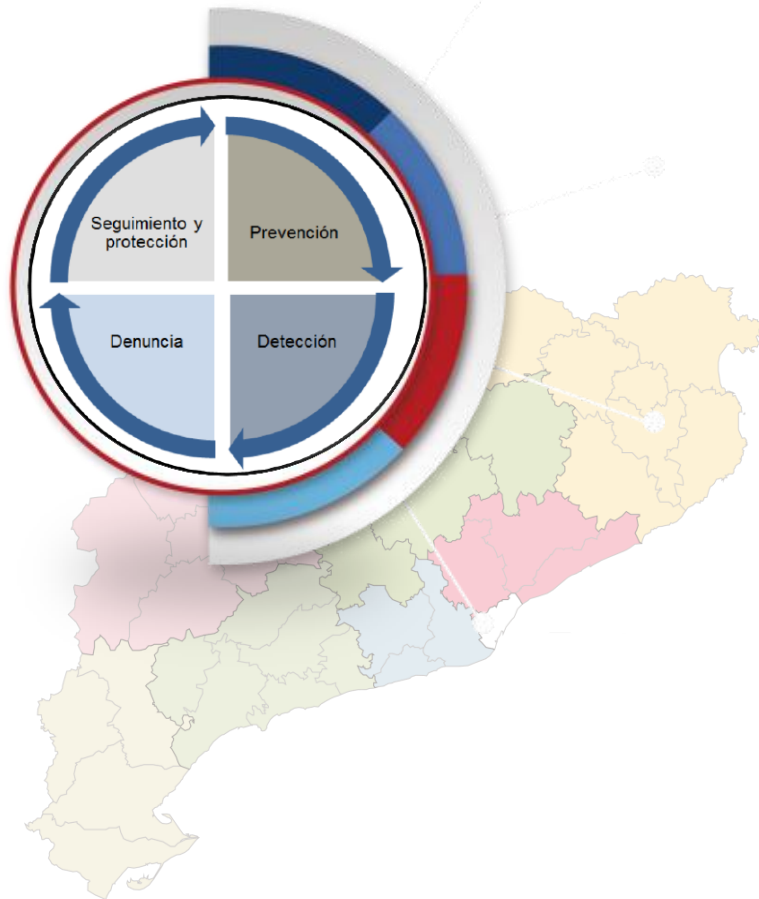 Seguimiento y
protección
Prevención
Denuncia
Detección